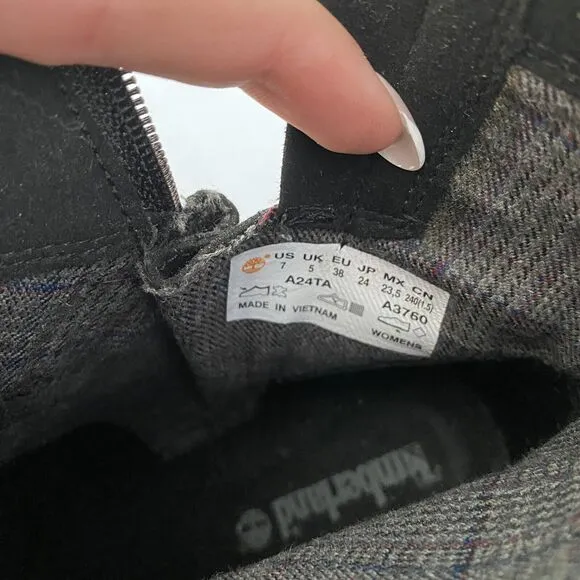 US UK EU JP MX CN
7 5 38 24 23,5 240(1,5)
A24TA A3760
MADE IN VIETNAM WOMENS
Timberland